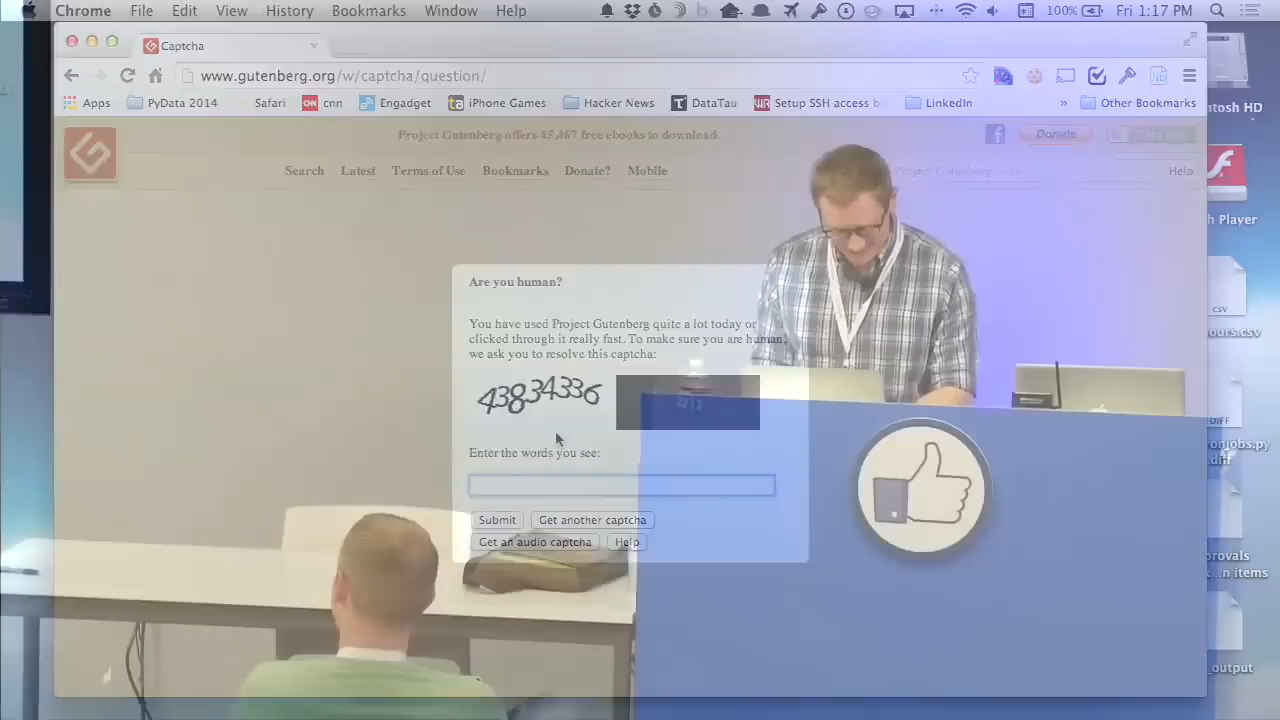 Chrome File Edit View History Bookmarks Window Help 100% Fri 1:17 PM
Captcha
www.gutenberg.org/w/captcha/question/
Apps PyData 2014 Safari cnn Engadget iPhone Games Hacker News DataTau Setup SSH access b LinkedIn » Other Bookmarks
Project Gutenberg offers 45,467 free ebooks to download.
Donate
Search Latest Terms of Use Bookmarks Donate? Mobile
Help
Are you human?
You have used Project Gutenberg quite a lot today or
clicked through it really fast. To make sure you are human,
we ask you to resolve this captcha:
43834336
Enter the words you see:
Submit Get another captcha
Get an audio captcha Help
ntosh HD
h Player
csv
ours.csv
DIFF
onjobs.py
.diff
provals
k...n items
_output